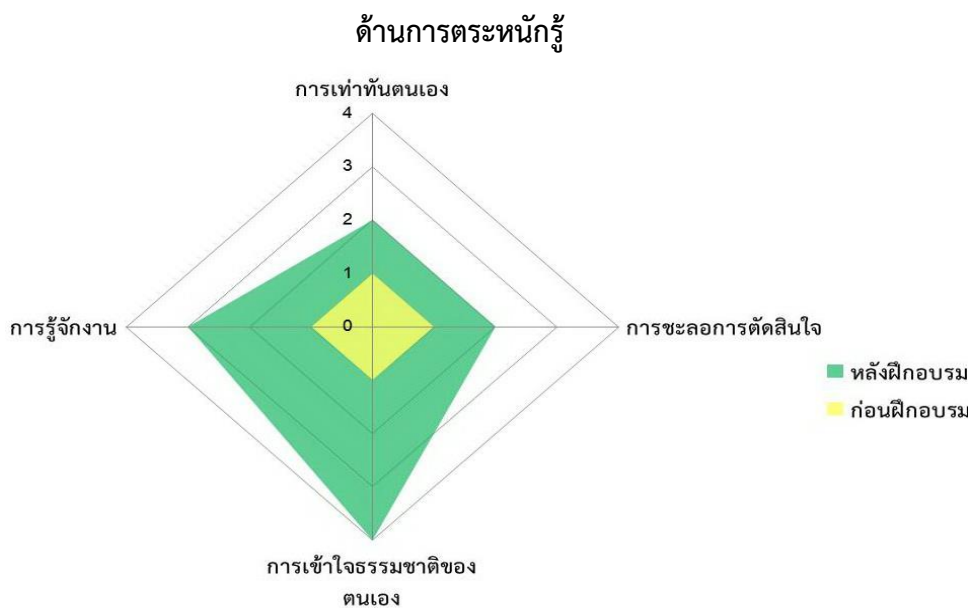 ด้านการตระหนักรู้
การเท่าทันตนเอง
4
3
2
1
0
การรู้จักงาน
การชะลอการตัดสินใจ
หลังฝึกอบรม
ก่อนฝึกอบรม
การเข้าใจธรรมชาติของ
ตนเอง